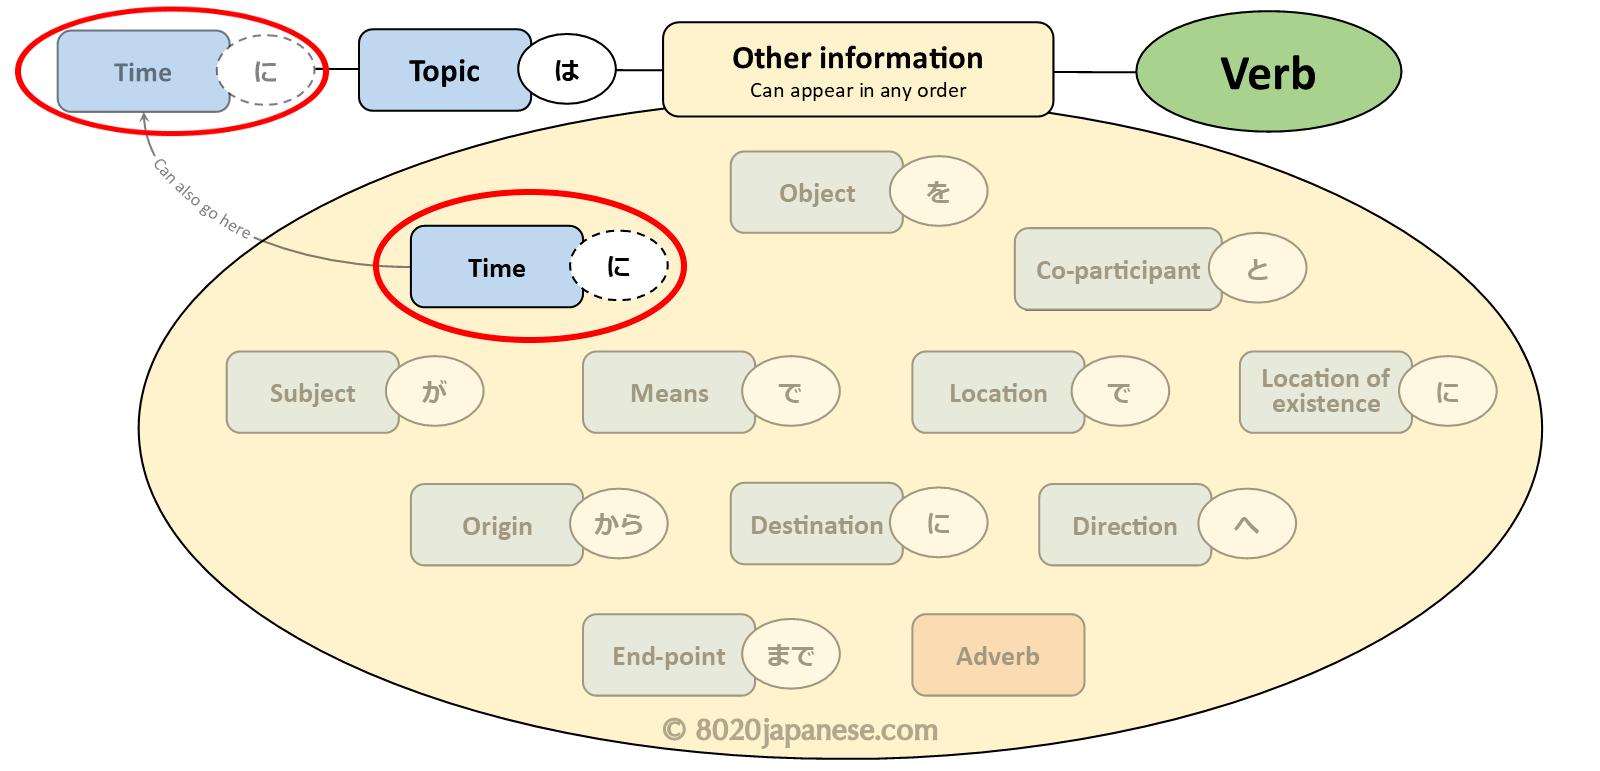 Time に
Topic は
Other information
Can appear in any order
Verb
Can also go here
Object を
Time に
Co-participant と
Subject が
Means で
Location で
Location of
existence に
Origin から
Destination に
Direction へ
End-point まで
Adverb
© 8020japanese.com